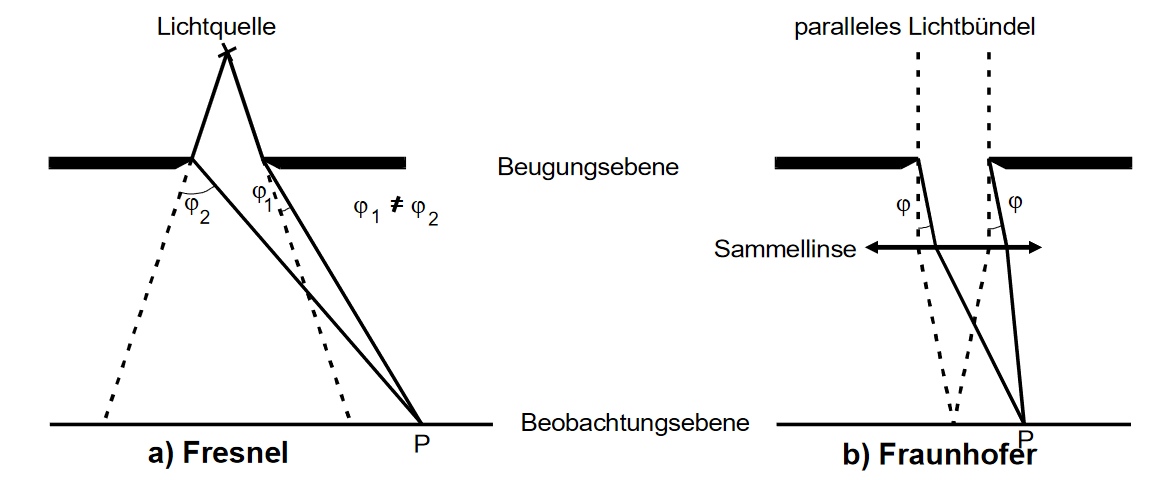 Lichtquelle
paralleles Lichtbündel
Beugungsebene
φ2
φ1
φ1 ≠ φ2
φ
φ
Sammellinse
Beobachtungsebene
P
P
a) Fresnel
b) Fraunhofer